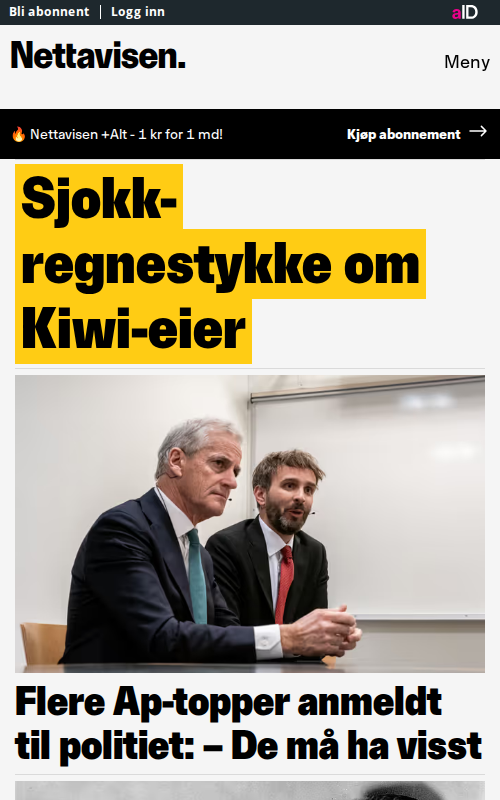 Bli abonnent | Logg inn
aID
Nettavisen.
Meny
🔥 Nettavisen +Alt - 1 kr for 1 md!
Kjøp abonnement →
Sjokk-
regnestykke om
Kiwi-eier
Flere Ap-topper anmeldt
til politiet: – De må ha visst